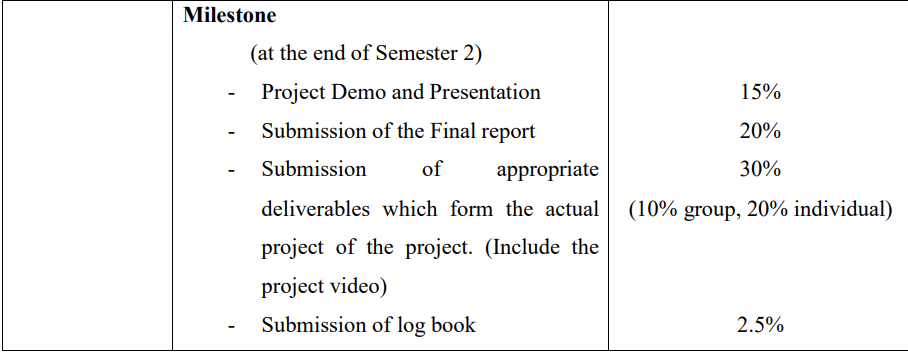 Milestone
(at the end of Semester 2)
- Project Demo and Presentation 15%
- Submission of the Final report 20%
- Submission of appropriate 30%
deliverables which form the actual (10% group, 20% individual)
project of the project. (Include the
project video)
- Submission of log book 2.5%